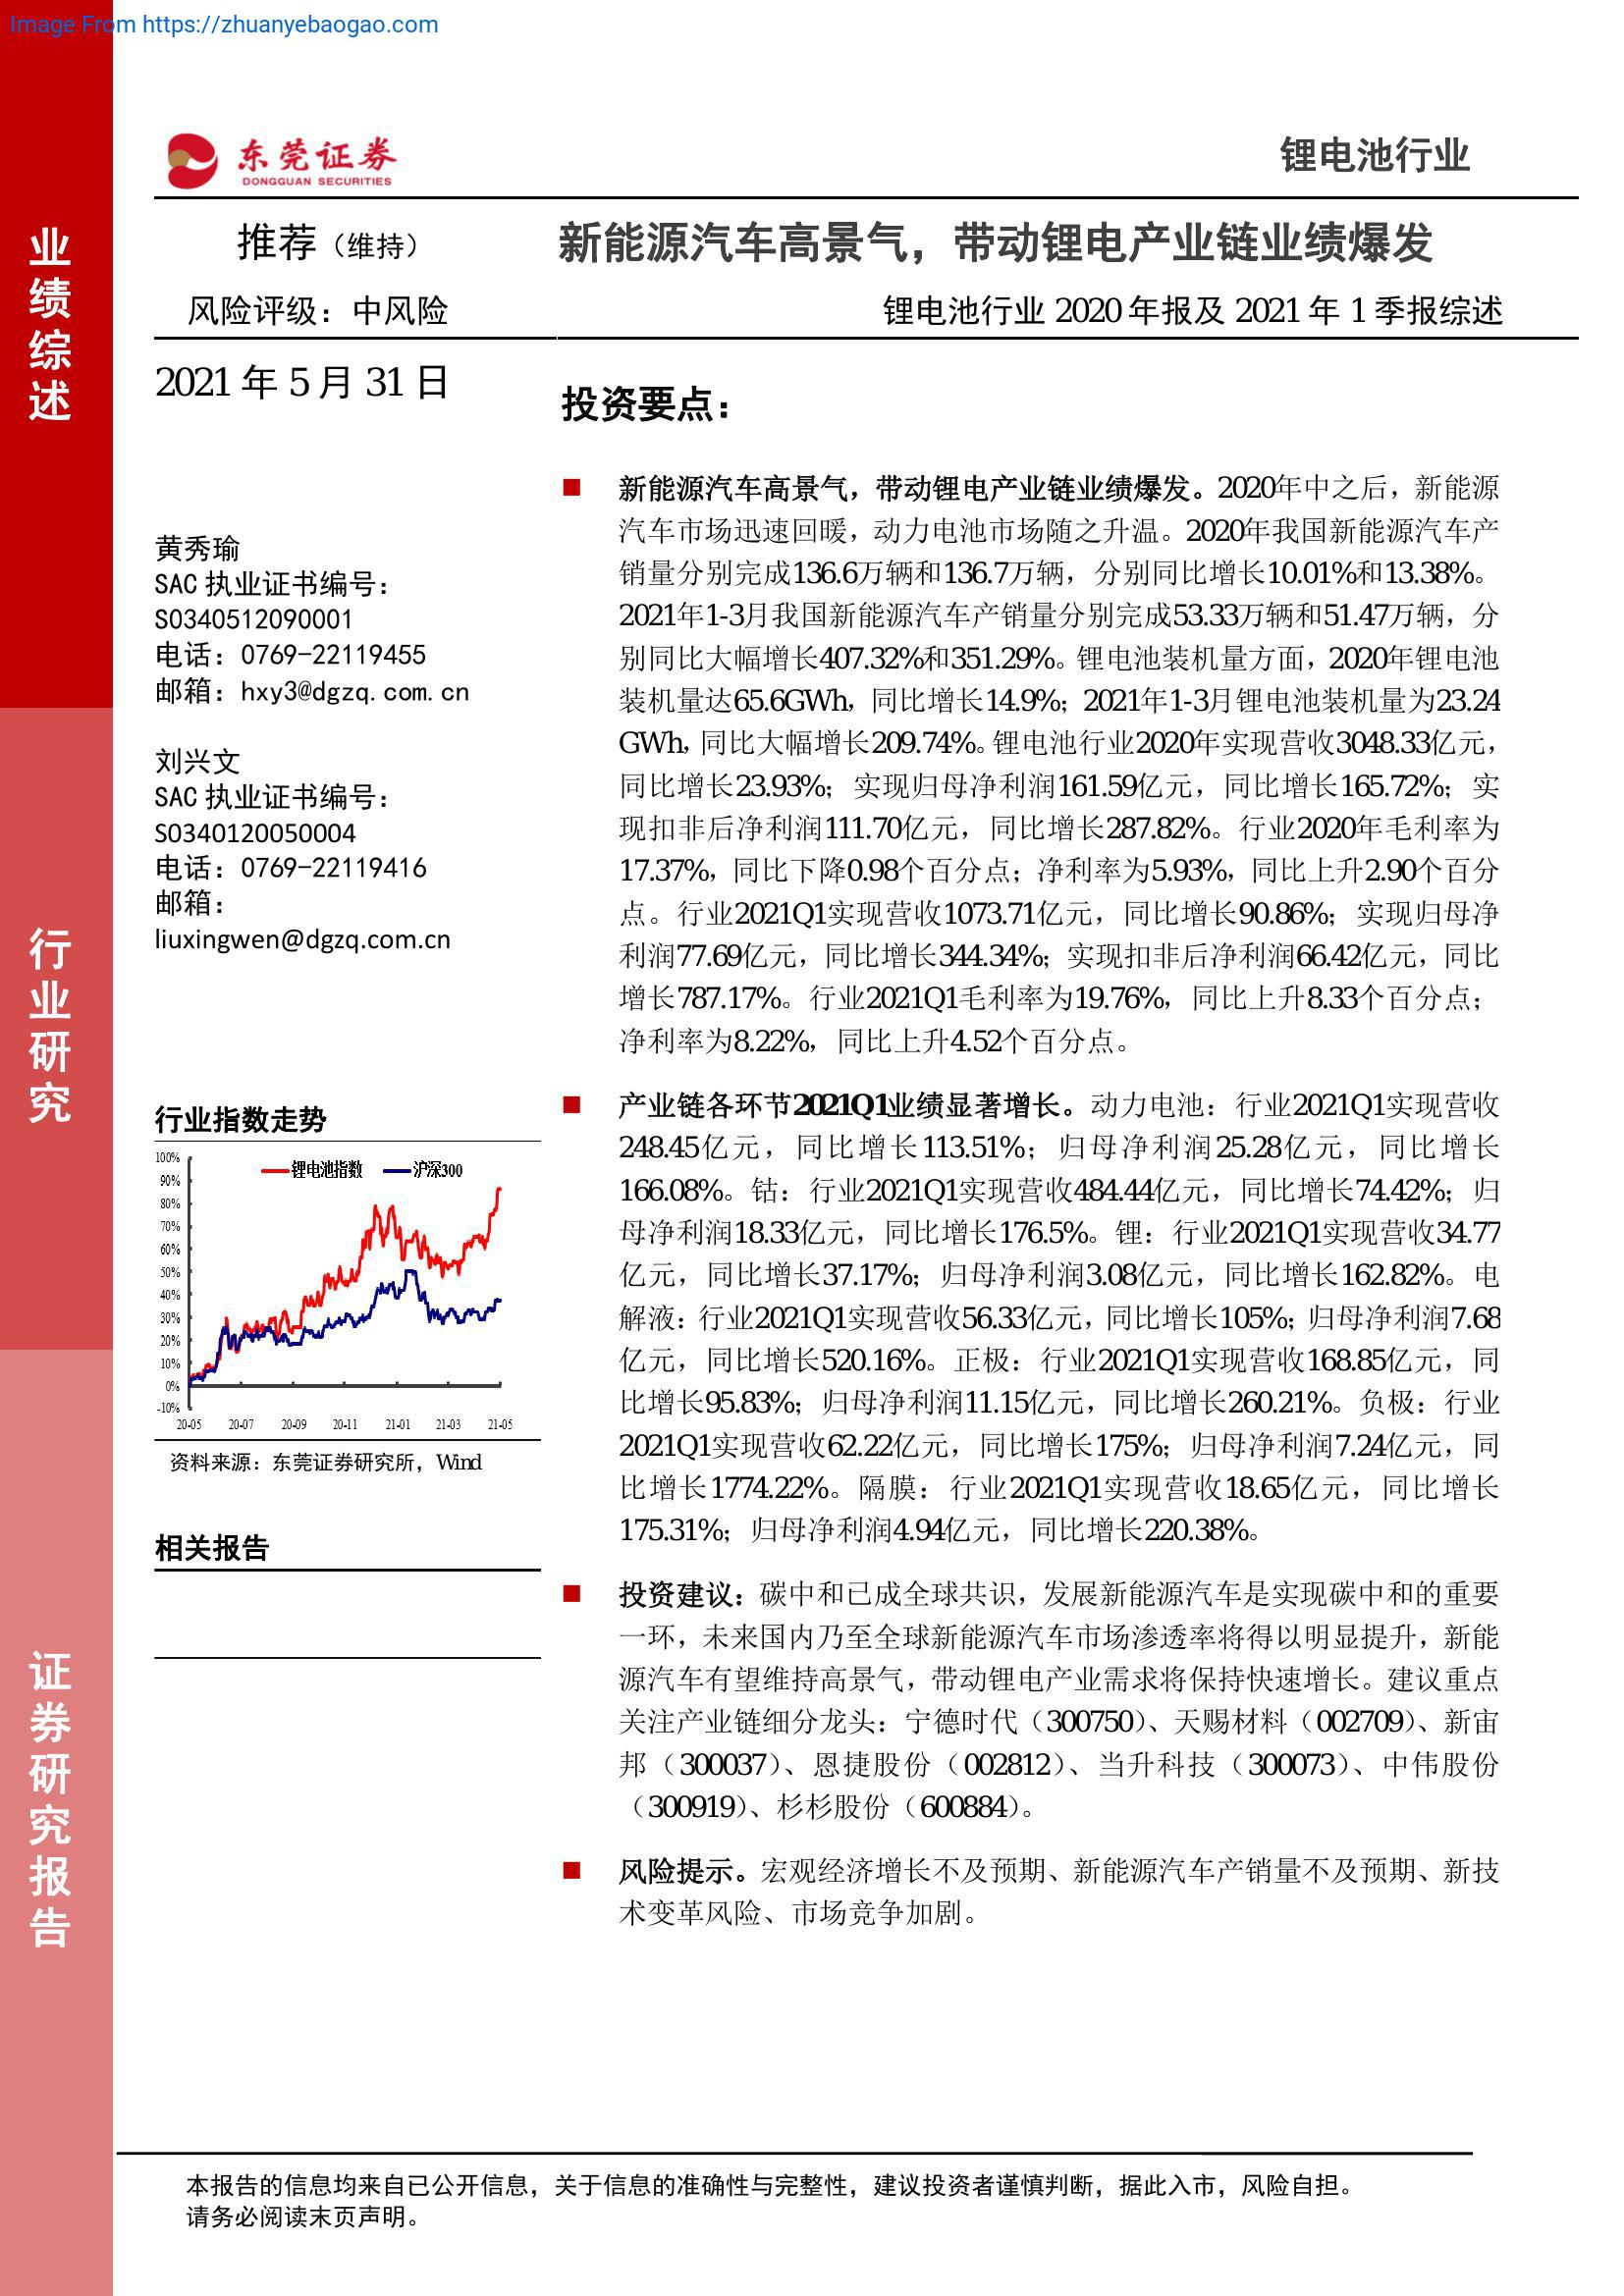 Image From https://zhuanyebaogao.com
东莞证券
DONGGUAN SECURITIES
锂电池行业
业绩综述
行业研究
证券研究报告
推荐（维持）
新能源汽车高景气，带动锂电产业链业绩爆发
风险评级：中风险
锂电池行业 2020 年报及 2021 年 1 季报综述
2021 年 5 月 31 日
黄秀瑜
SAC 执业证书编号：
S0340512090001
电话：0769-22119455
邮箱：hxy3@dgzq.com.cn
刘兴文
SAC 执业证书编号：
S0340120050004
电话：0769-22119416
邮箱：
liuxingwen@dgzq.com.cn
行业指数走势
锂电池指数 沪深300
100%
90%
80%
70%
60%
50%
40%
30%
20%
10%
0%
-10%
20-05 20-07 20-09 20-11 21-01 21-03 21-05
资料来源：东莞证券研究所，Wind
相关报告
投资要点：
■ 新能源汽车高景气，带动锂电产业链业绩爆发。2020年中之后，新能源
汽车市场迅速回暖，动力电池市场随之升温。2020年我国新能源汽车产
销量分别完成136.6万辆和136.7万辆，分别同比增长10.01%和13.38%。
2021年1-3月我国新能源汽车产销量分别完成53.33万辆和51.47万辆，分
别同比大幅增长407.32%和351.29%。锂电池装机量方面，2020年锂电池
装机量达65.6GWh，同比增长14.9%；2021年1-3月锂电池装机量为23.24
GWh，同比大幅增长209.74%。锂电池行业2020年实现营收3048.33亿元，
同比增长23.93%；实现归母净利润161.59亿元，同比增长165.72%；实
现扣非后净利润111.70亿元，同比增长287.82%。行业2020年毛利率为
17.37%，同比下降0.98个百分点；净利率为5.93%，同比上升2.90个百分
点。行业2021Q1实现营收1073.71亿元，同比增长90.86%；实现归母净
利润77.69亿元，同比增长344.34%；实现扣非后净利润66.42亿元，同比
增长787.17%。行业2021Q1毛利率为19.76%，同比上升8.33个百分点；
净利率为8.22%，同比上升4.52个百分点。
■ 产业链各环节2021Q1业绩显著增长。动力电池：行业2021Q1实现营收
248.45亿元，同比增长113.51%；归母净利润25.28亿元，同比增长
166.08%。钴：行业2021Q1实现营收484.44亿元，同比增长74.42%；归
母净利润18.33亿元，同比增长176.5%。锂：行业2021Q1实现营收34.77
亿元，同比增长37.17%；归母净利润3.08亿元，同比增长162.82%。电
解液：行业2021Q1实现营收56.33亿元，同比增长105%；归母净利润7.68
亿元，同比增长520.16%。正极：行业2021Q1实现营收168.85亿元，同
比增长95.83%；归母净利润11.15亿元，同比增长260.21%。负极：行业
2021Q1实现营收62.22亿元，同比增长175%；归母净利润7.24亿元，同
比增长1774.22%。隔膜：行业2021Q1实现营收18.65亿元，同比增长
175.31%；归母净利润4.94亿元，同比增长220.38%。
■ 投资建议：碳中和已成全球共识，发展新能源汽车是实现碳中和的重要
一环，未来国内乃至全球新能源汽车市场渗透率将得以明显提升，新能
源汽车有望维持高景气，带动锂电产业需求将保持快速增长。建议重点
关注产业链细分龙头：宁德时代（300750）、天赐材料（002709）、新宙
邦（300037）、恩捷股份（002812）、当升科技（300073）、中伟股份
（300919）、杉杉股份（600884）。
■ 风险提示。宏观经济增长不及预期、新能源汽车产销量不及预期、新技
术变革风险、市场竞争加剧。
本报告的信息均来自已公开信息，关于信息的准确性与完整性，建议投资者谨慎判断，据此入市，风险自担。
请务必阅读末页声明。